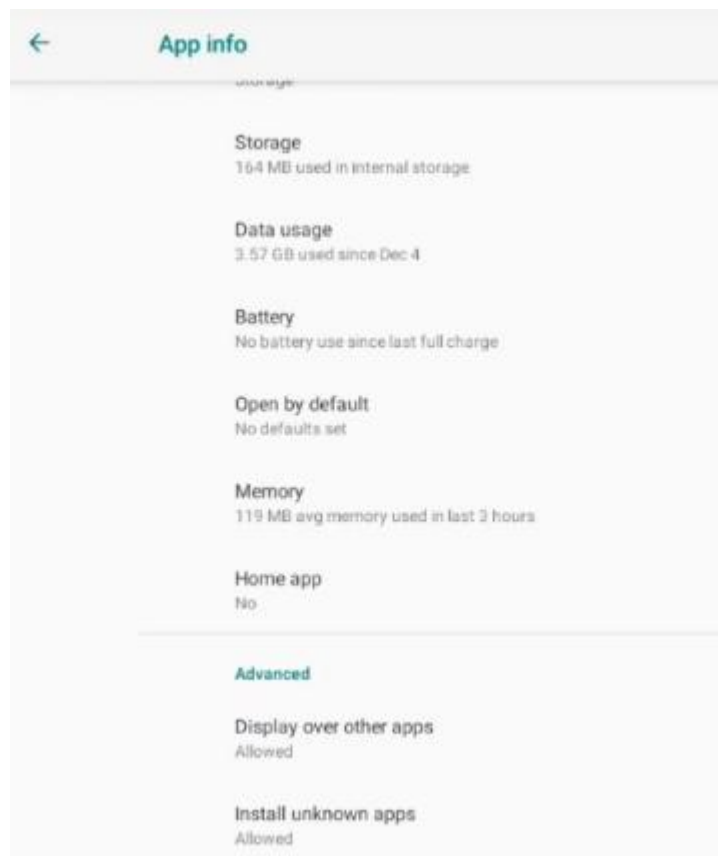 App info
Storage
Storage
164 MB used in internal storage
Data usage
3.57 GB used since Dec 4
Battery
No battery use since last full charge
Open by default
No defaults set
Memory
119 MB avg memory used in last 3 hours
Home app
No
Advanced
Display over other apps
Allowed
Install unknown apps
Allowed